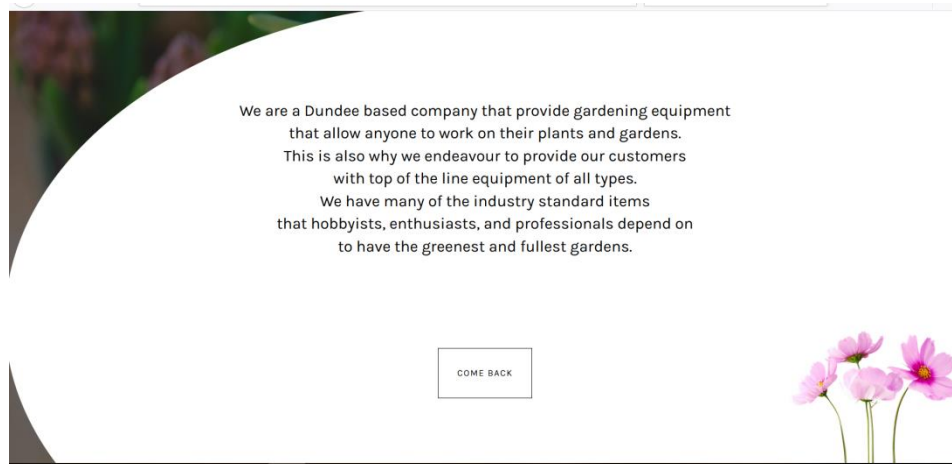 We are a Dundee based company that provide gardening equipment
that allow anyone to work on their plants and gardens.
This is also why we endeavour to provide our customers
with top of the line equipment of all types.
We have many of the industry standard items
that hobbyists, enthusiasts, and professionals depend on
to have the greenest and fullest gardens.
COME BACK